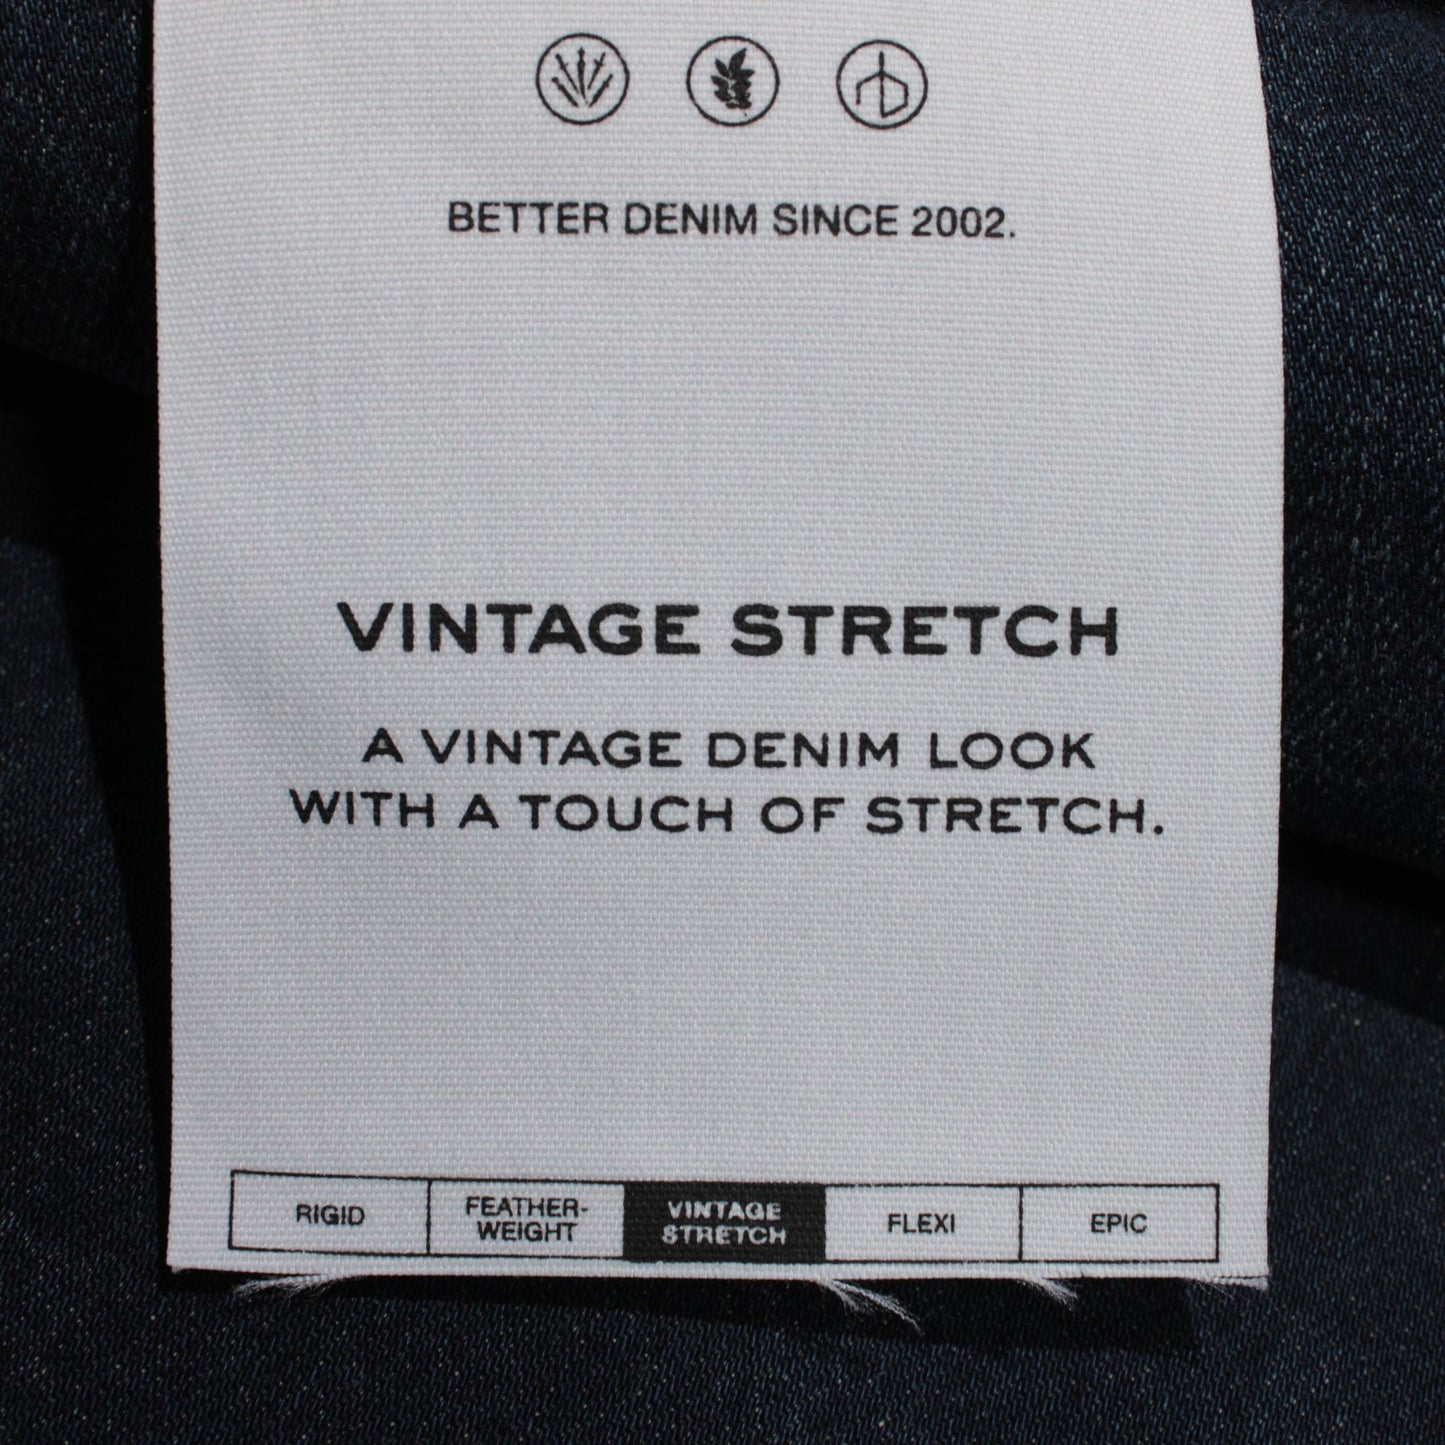 BETTER DENIM SINCE 2002.
VINTAGE STRETCH
A VINTAGE DENIM LOOK
WITH A TOUCH OF STRETCH.
RIGID
FEATHER-
WEIGHT
VINTAGE
STRETCH
FLEXI
EPIC